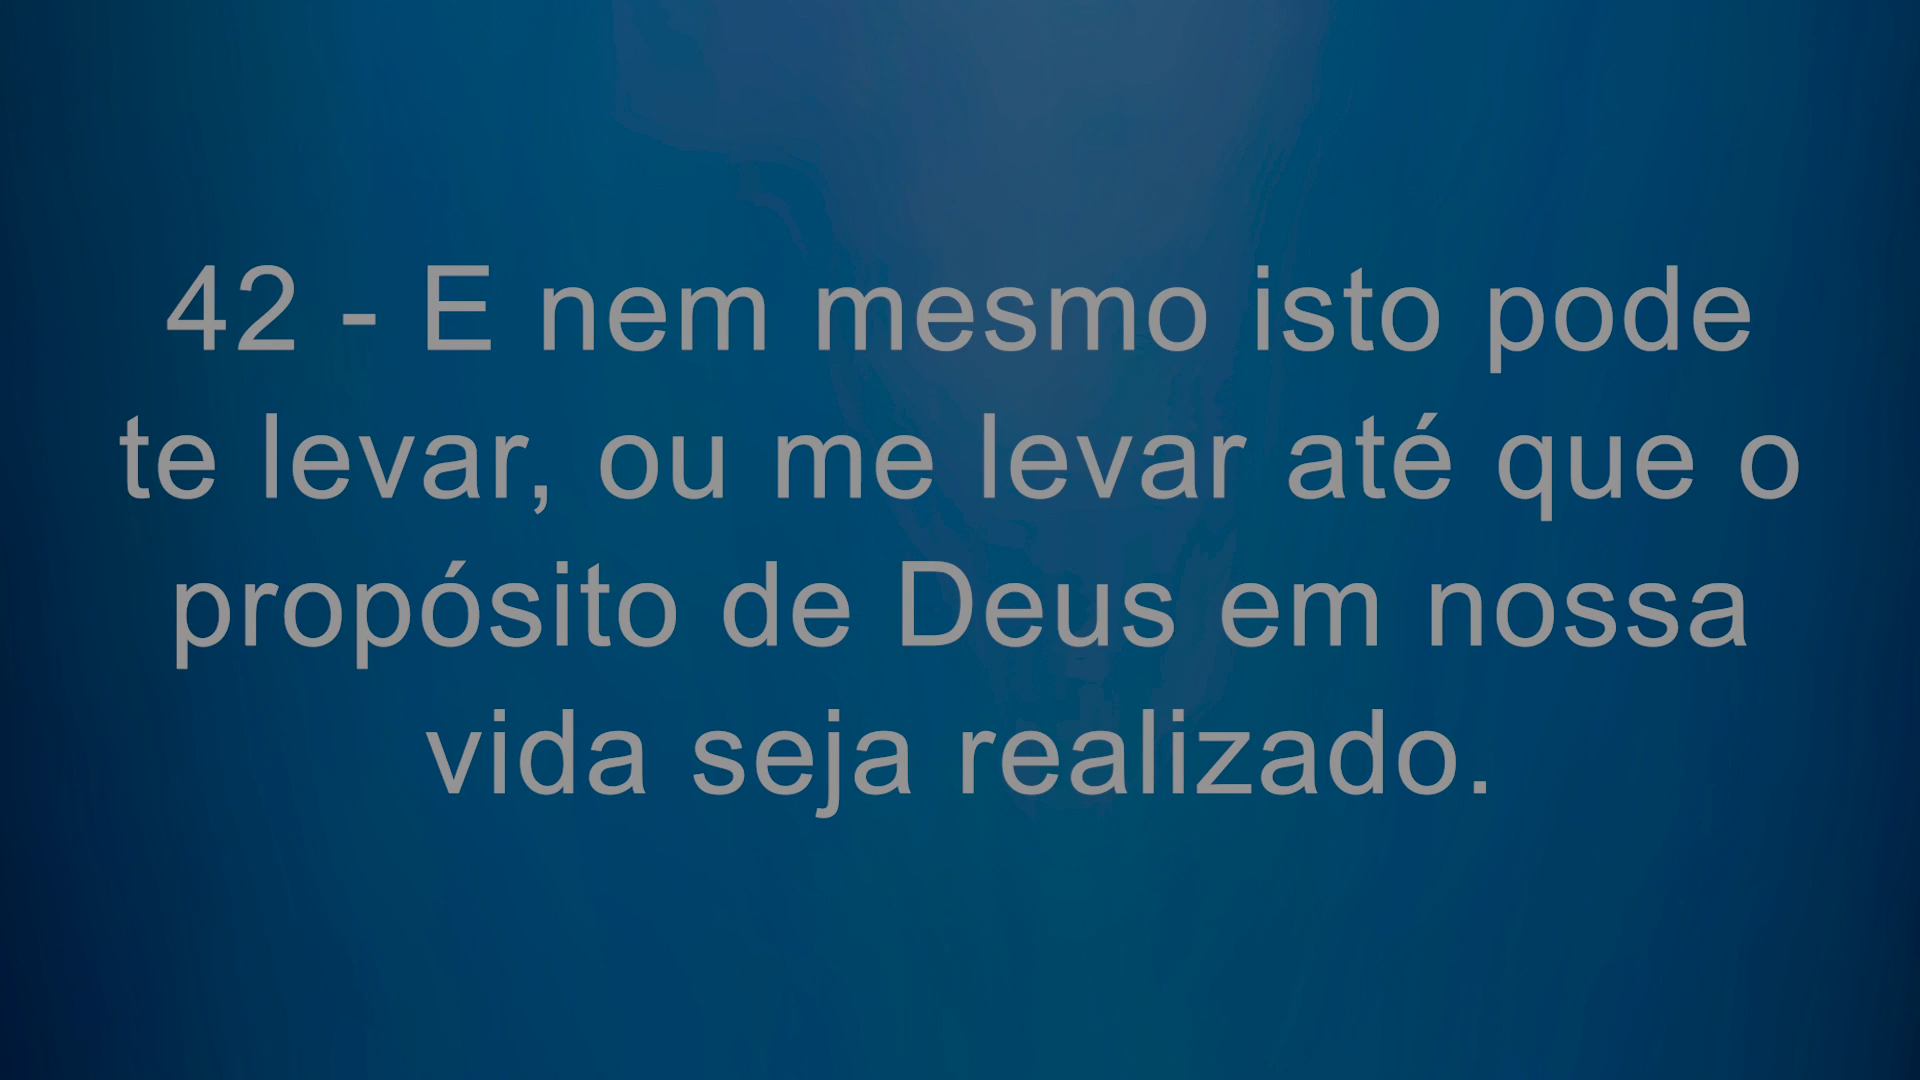 42 - E nem mesmo isto pode
te levar, ou me levar até que o
propósito de Deus em nossa
vida seja realizado.